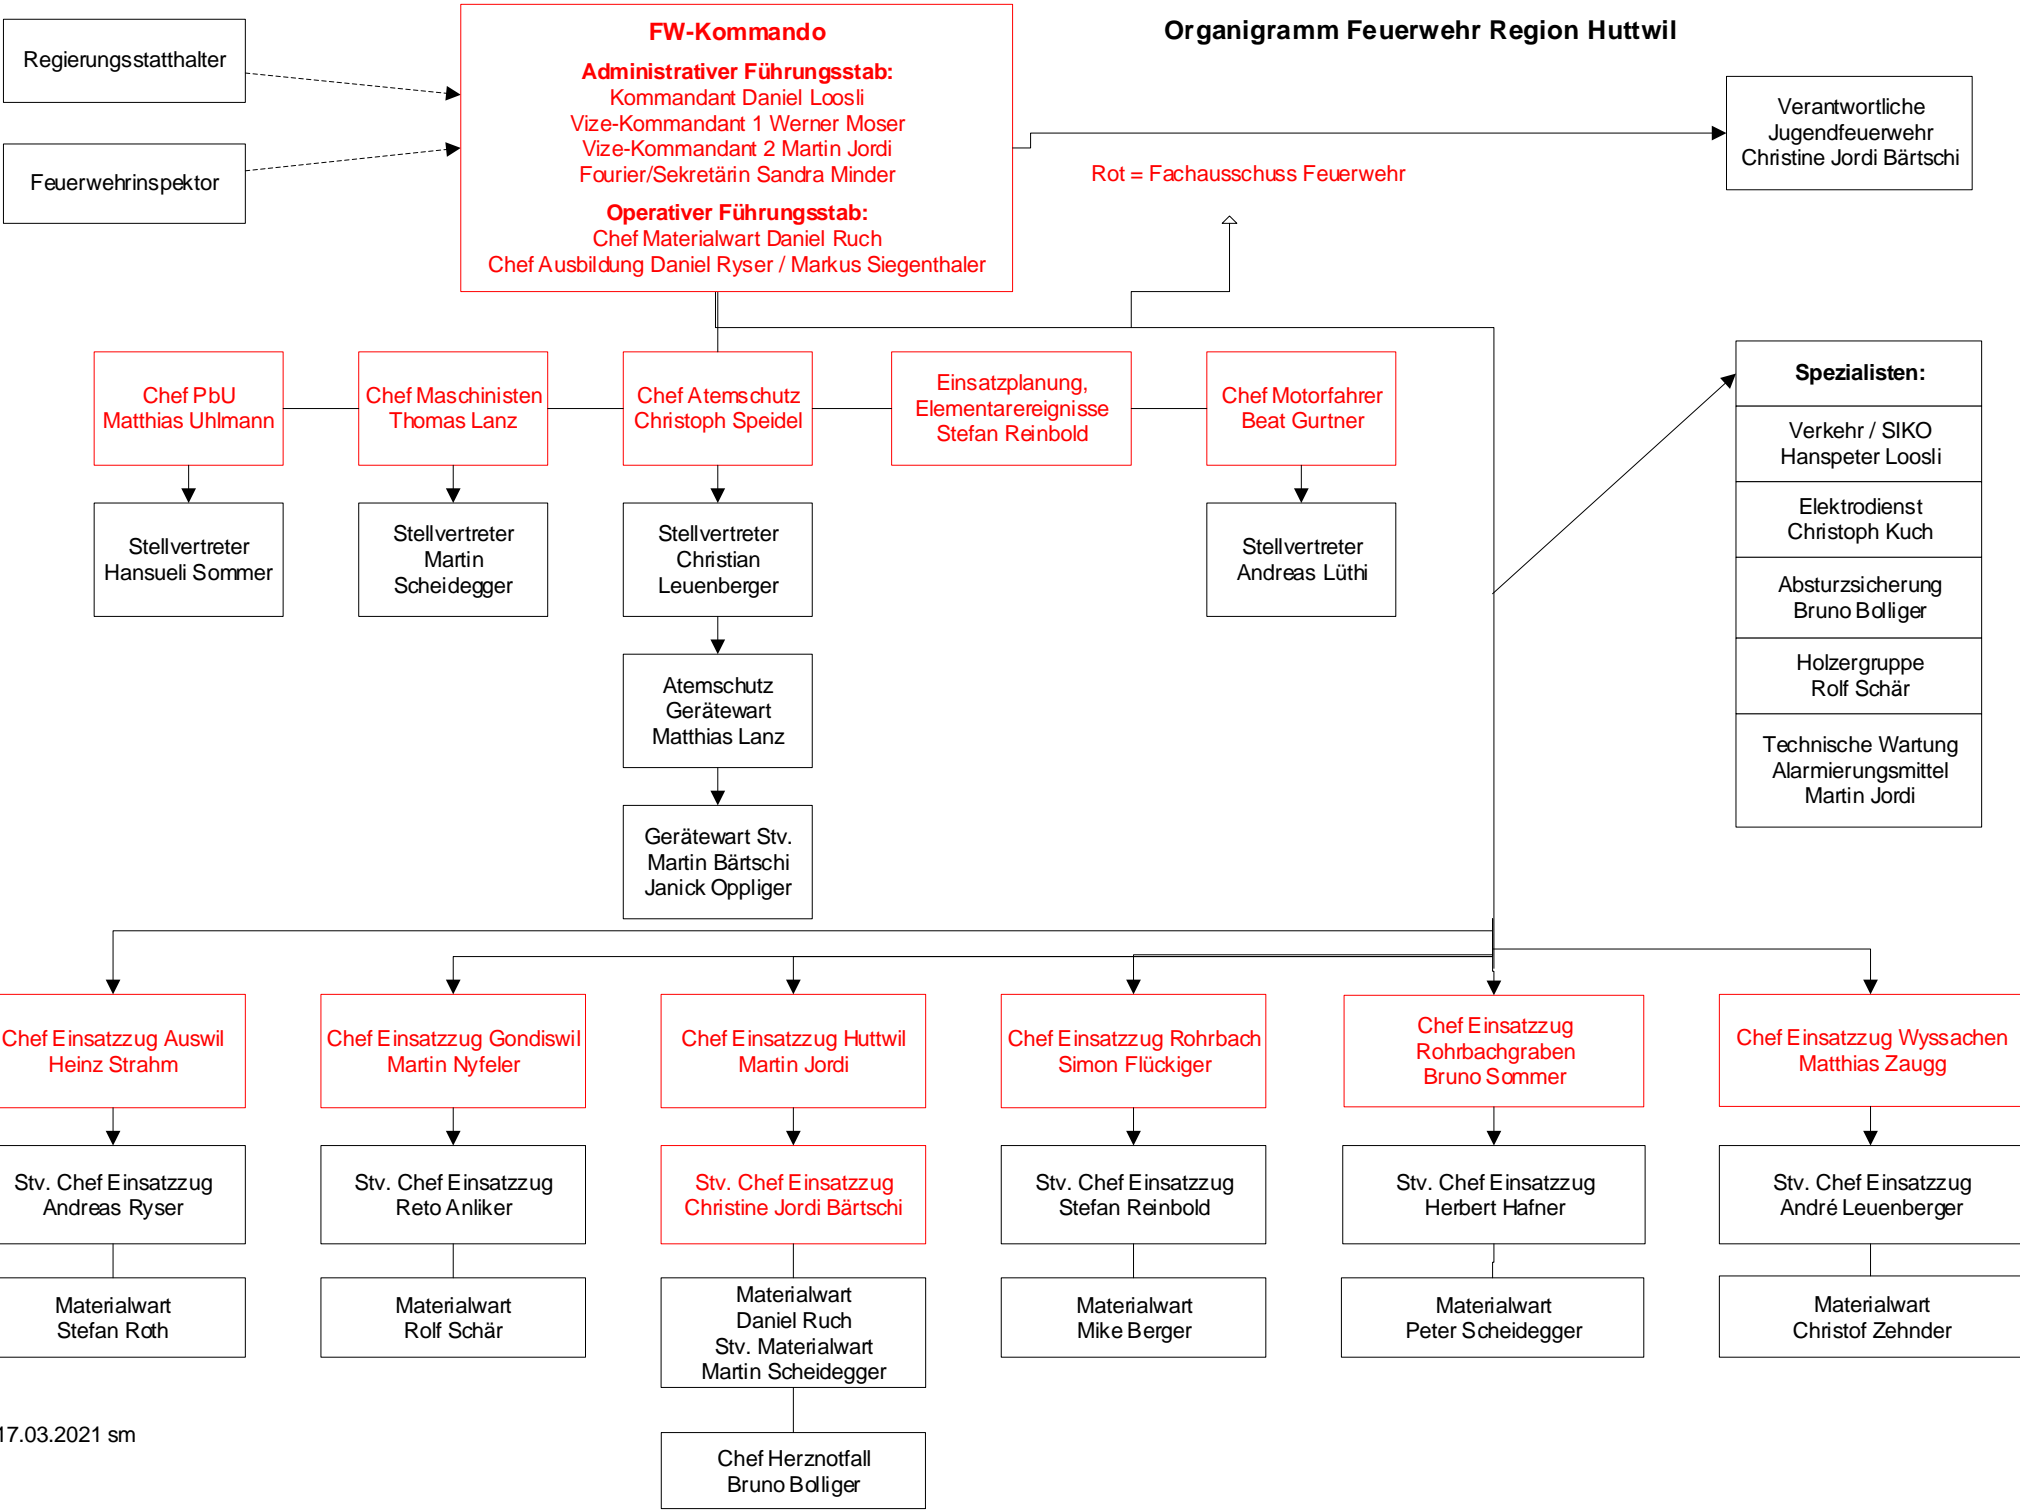 Organigramm Feuerwehr Region Huttwil
Regierungsstatthalter
Feuerwehrinspektor
FW-Kommando
Administrativer Führungsstab:
Kommandant Daniel Loosli
Vize-Kommandant 1 Werner Moser
Vize-Kommandant 2 Martin Jordi
Fourier/Sekretärin Sandra Minder
Operativer Führungsstab:
Chef Materialwart Daniel Ruch
Chef Ausbildung Daniel Ryser / Markus Siegenthaler
Rot = Fachausschuss Feuerwehr
Verantwortliche
Jugendfeuerwehr
Christine Jordi Bärtschi
Chef PbU
Matthias Uhlmann
Chef Maschinisten
Thomas Lanz
Chef Atemschutz
Christoph Speidel
Einsatzplanung,
Elementarereignisse
Stefan Reinbold
Chef Motorfahrer
Beat Gurtner
Stellvertreter
Hansueli Sommer
Stellvertreter
Martin
Scheidegger
Stellvertreter
Christian
Leuenberger
Stellvertreter
Andreas Lüthi
Atemschutz
Gerätewart
Matthias Lanz
Gerätewart Stv.
Martin Bärtschi
Janick Oppliger
Spezialisten:
Verkehr / SIKO
Hanspeter Loosli
Elektrodienst
Christoph Kuch
Absturzsicherung
Bruno Bolliger
Holzergruppe
Rolf Schär
Technische Wartung
Alarmierungsmittel
Martin Jordi
Chef Einsatzzug Auswil
Heinz Strahm
Chef Einsatzzug Gondiswil
Martin Nyfeler
Chef Einsatzzug Huttwil
Martin Jordi
Chef Einsatzzug Rohrbach
Simon Flückiger
Chef Einsatzzug
Rohrbachgraben
Bruno Sommer
Chef Einsatzzug Wyssachen
Matthias Zaugg
Stv. Chef Einsatzzug
Andreas Ryser
Stv. Chef Einsatzzug
Reto Anliker
Stv. Chef Einsatzzug
Christine Jordi Bärtschi
Stv. Chef Einsatzzug
Stefan Reinbold
Stv. Chef Einsatzzug
Herbert Hafner
Stv. Chef Einsatzzug
André Leuenberger
Materialwart
Stefan Roth
Materialwart
Rolf Schär
Materialwart
Daniel Ruch
Stv. Materialwart
Martin Scheidegger
Materialwart
Mike Berger
Materialwart
Peter Scheidegger
Materialwart
Christof Zehnder
Chef Herznotfall
Bruno Bolliger
17.03.2021 sm